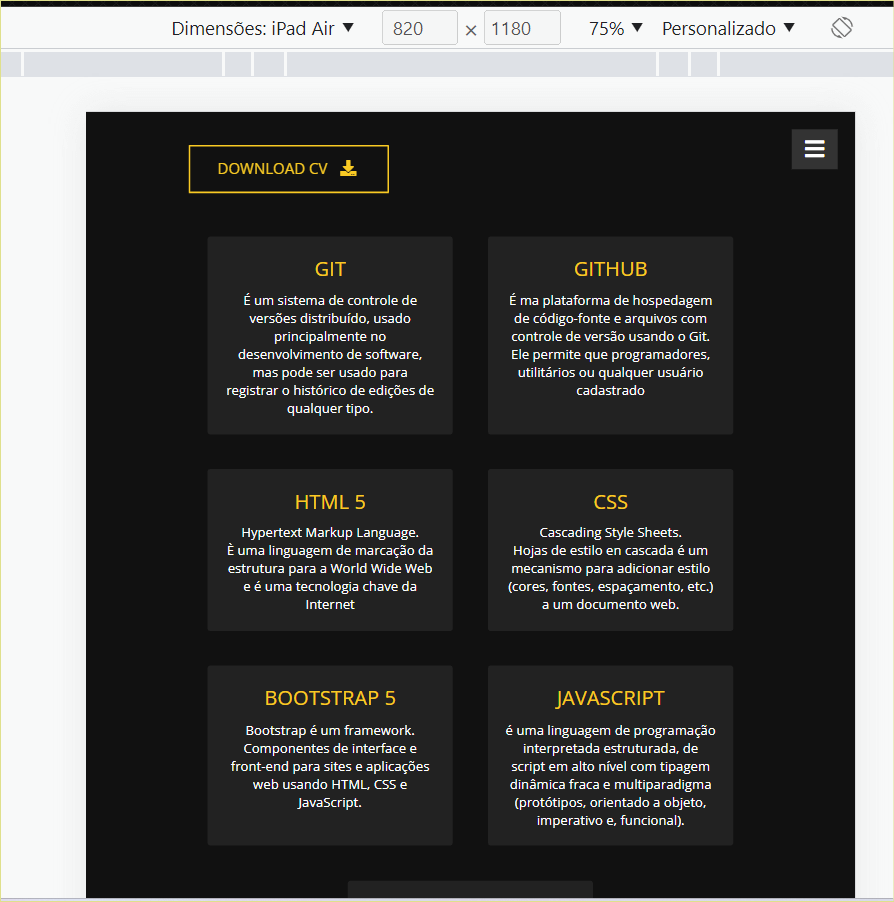 Dimensões: iPad Air ▼ 820 × 1180 75% ▼ Personalizado ▼
DOWNLOAD CV
GIT
É um sistema de controle de
versões distribuído, usado
principalmente no
desenvolvimento de software,
mas pode ser usado para
registrar o histórico de edições de
qualquer tipo.
GITHUB
É ma plataforma de hospedagem
de código-fonte e arquivos com
controle de versão usando o Git.
Ele permite que programadores,
utilitários ou qualquer usuário
cadastrado
HTML 5
Hypertext Markup Language.
È uma linguagem de marcação da
estrutura para a World Wide Web
e é uma tecnologia chave da
Internet
CSS
Cascading Style Sheets.
Hojas de estilo en cascada é um
mecanismo para adicionar estilo
(cores, fontes, espaçamento, etc.)
a um documento web.
BOOTSTRAP 5
Bootstrap é um framework.
Componentes de interface e
front-end para sites e aplicações
web usando HTML, CSS e
JavaScript.
JAVASCRIPT
é uma linguagem de programação
interpretada estruturada, de
script em alto nível com tipagem
dinâmica fraca e multiparadigma
(protótipos, orientado a objeto,
imperativo e, funcional).